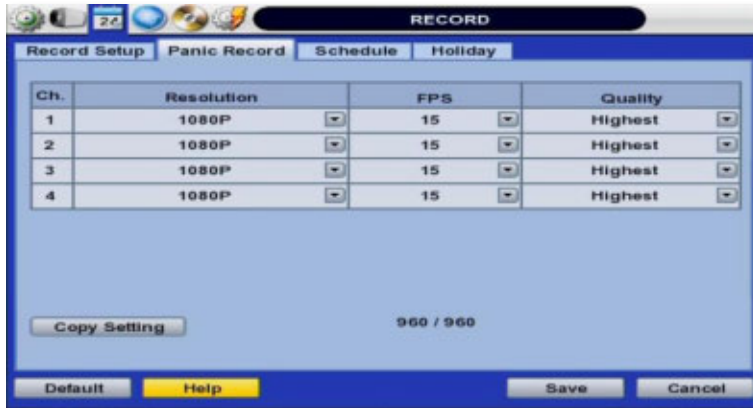 24
RECORD
Record Setup Panic Record Schedule Holiday
Ch. Resolution FPS Quality
1 1080P 15 Highest
2 1080P 15 Highest
3 1080P 15 Highest
4 1080P 15 Highest
Copy Setting 960 / 960
Default Help Save Cancel